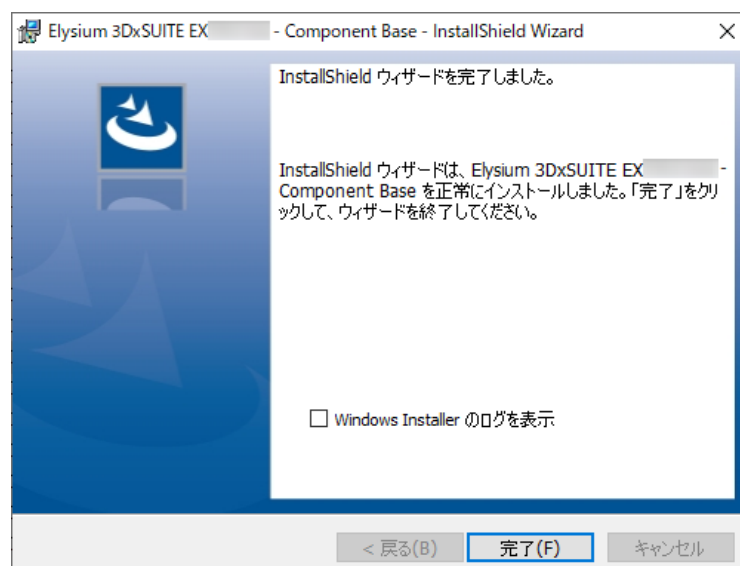 Elysium 3DxSUITE EX - Component Base - InstallShield Wizard
InstallShield ウィザードを完了しました。
InstallShield ウィザードは、Elysium 3DxSUITE EX -
Component Base を正常にインストールしました。「完了」をクリ
ックして、ウィザードを終了してください。
Windows Installer のログを表示
< 戻る(B)
完了(F)
キャンセル